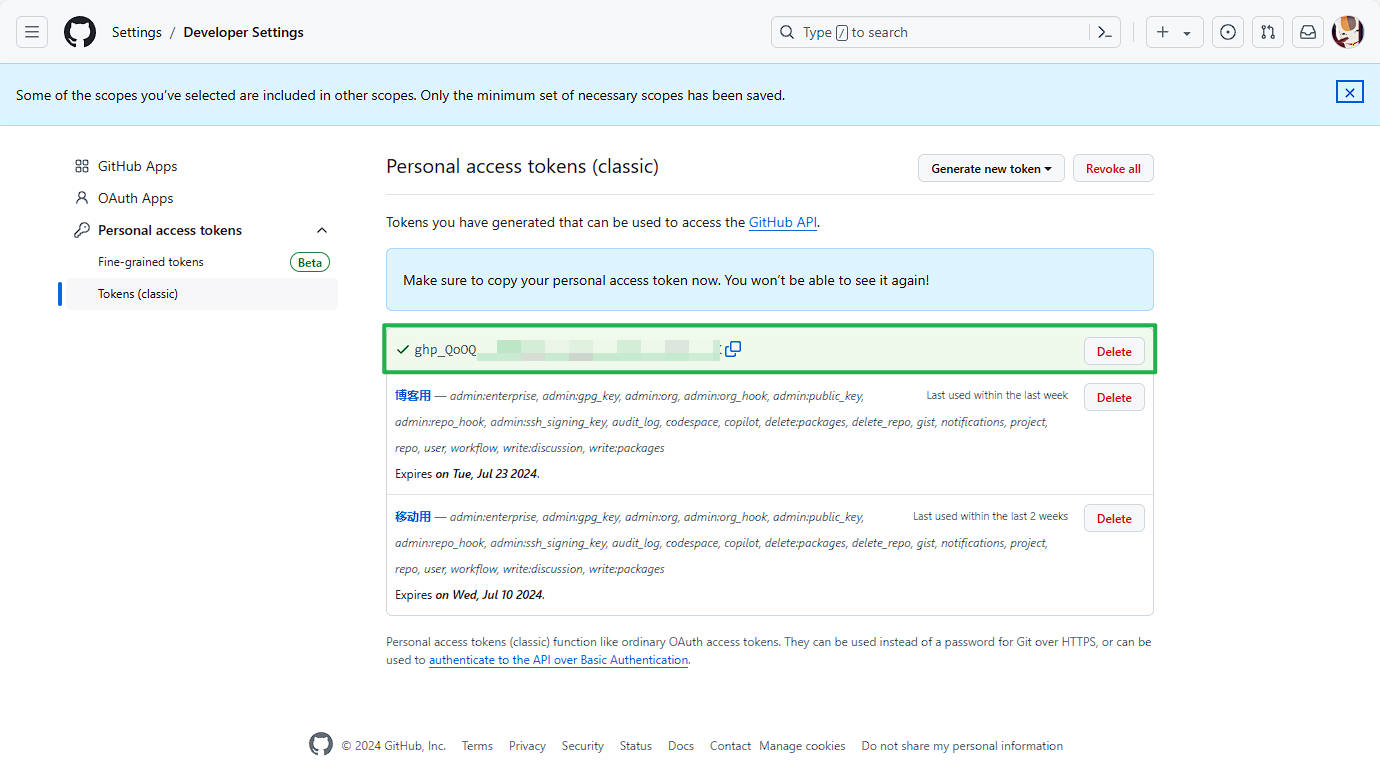 Settings / Developer Settings
Type / to search
Some of the scopes you've selected are included in other scopes. Only the minimum set of necessary scopes has been saved.
GitHub Apps
OAuth Apps
Personal access tokens
Fine-grained tokens Beta
Tokens (classic)
Personal access tokens (classic)
Generate new token
Revoke all
Tokens you have generated that can be used to access the GitHub API.
Make sure to copy your personal access token now. You won't be able to see it again!
ghp_QoOQ
Delete
博客用 — admin:enterprise, admin:gpg_key, admin:org, admin:org_hook, admin:public_key,
Last used within the last week
Delete
admin:repo_hook, admin:ssh_signing_key, audit_log, codespace, copilot, delete:packages, delete_repo, gist, notifications, project,
repo, user, workflow, write:discussion, write:packages
Expires on Tue, Jul 23 2024.
移动用 — admin:enterprise, admin:gpg_key, admin:org, admin:org_hook, admin:public_key,
Last used within the last 2 weeks
Delete
admin:repo_hook, admin:ssh_signing_key, audit_log, codespace, copilot, delete:packages, delete_repo, gist, notifications, project,
repo, user, workflow, write:discussion, write:packages
Expires on Wed, Jul 10 2024.
Personal access tokens (classic) function like ordinary OAuth access tokens. They can be used instead of a password for Git over HTTPS, or can be
used to authenticate to the API over Basic Authentication.
© 2024 GitHub, Inc. Terms Privacy Security Status Docs Contact Manage cookies Do not share my personal information